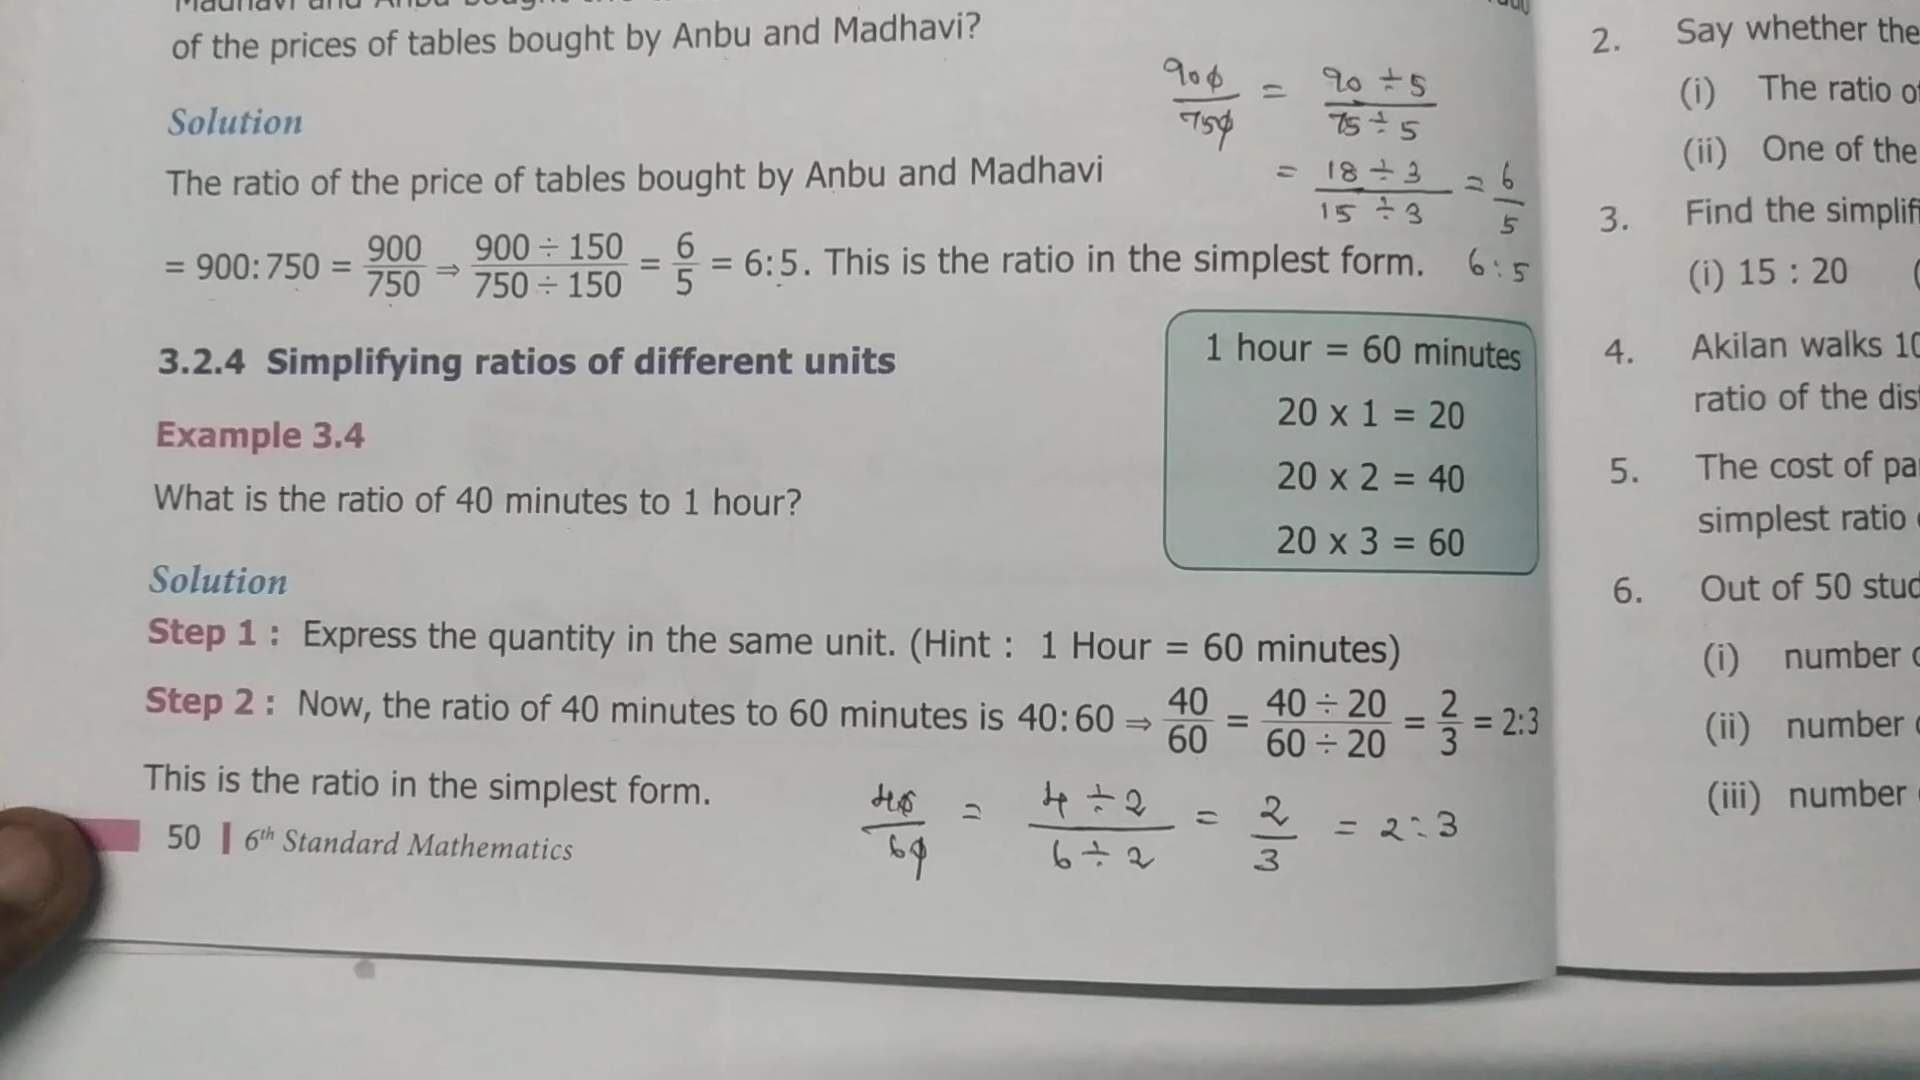 of the prices of tables bought by Anbu and Madhavi?
Solution
The ratio of the price of tables bought by Anbu and Madhavi
= 900:750 = 900/750 ⇒ 900 ÷ 150/750 ÷ 150 = 6/5 = 6:5. This is the ratio in the simplest form.
900/750 = 90 ÷ 5/75 ÷ 5
= 18 ÷ 3/15 ÷ 3 = 6/5
6:5
3.2.4 Simplifying ratios of different units
Example 3.4
What is the ratio of 40 minutes to 1 hour?
1 hour = 60 minutes
20 x 1 = 20
20 x 2 = 40
20 x 3 = 60
Solution
Step 1 : Express the quantity in the same unit. (Hint : 1 Hour = 60 minutes)
Step 2 : Now, the ratio of 40 minutes to 60 minutes is 40:60 ⇒ 40/60 = 40 ÷ 20/60 ÷ 20 = 2/3 = 2:3
This is the ratio in the simplest form.
40/60 = 4 ÷ 2/6 ÷ 2 = 2/3 = 2:3
50 | 6th Standard Mathematics
2. Say whether the
(i) The ratio
(ii) One of the
3. Find the
(i) 15 : 20
4. Akilan walks
ratio of the
5. The cost of
simplest ratio
6. Out of 50
(i) number
(ii) number
(iii) number